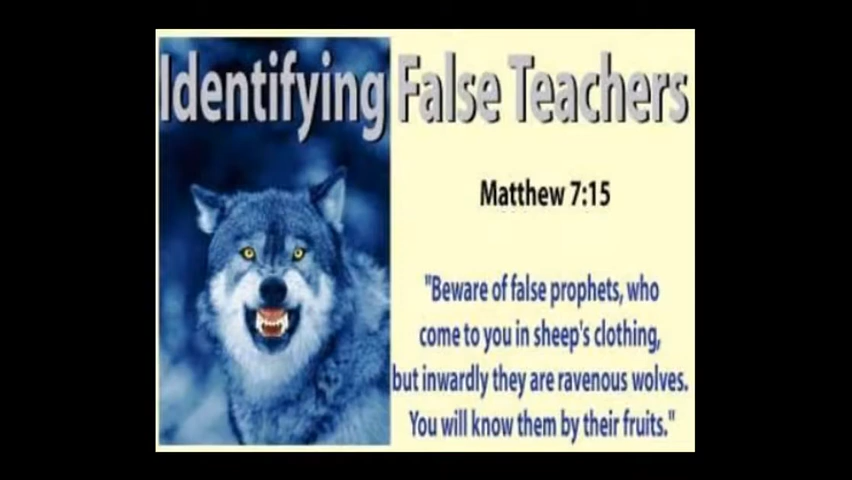 Identifying False Teachers
Matthew 7:15
"Beware of false prophets, who
come to you in sheep's clothing,
but inwardly they are ravenous wolves.
You will know them by their fruits."